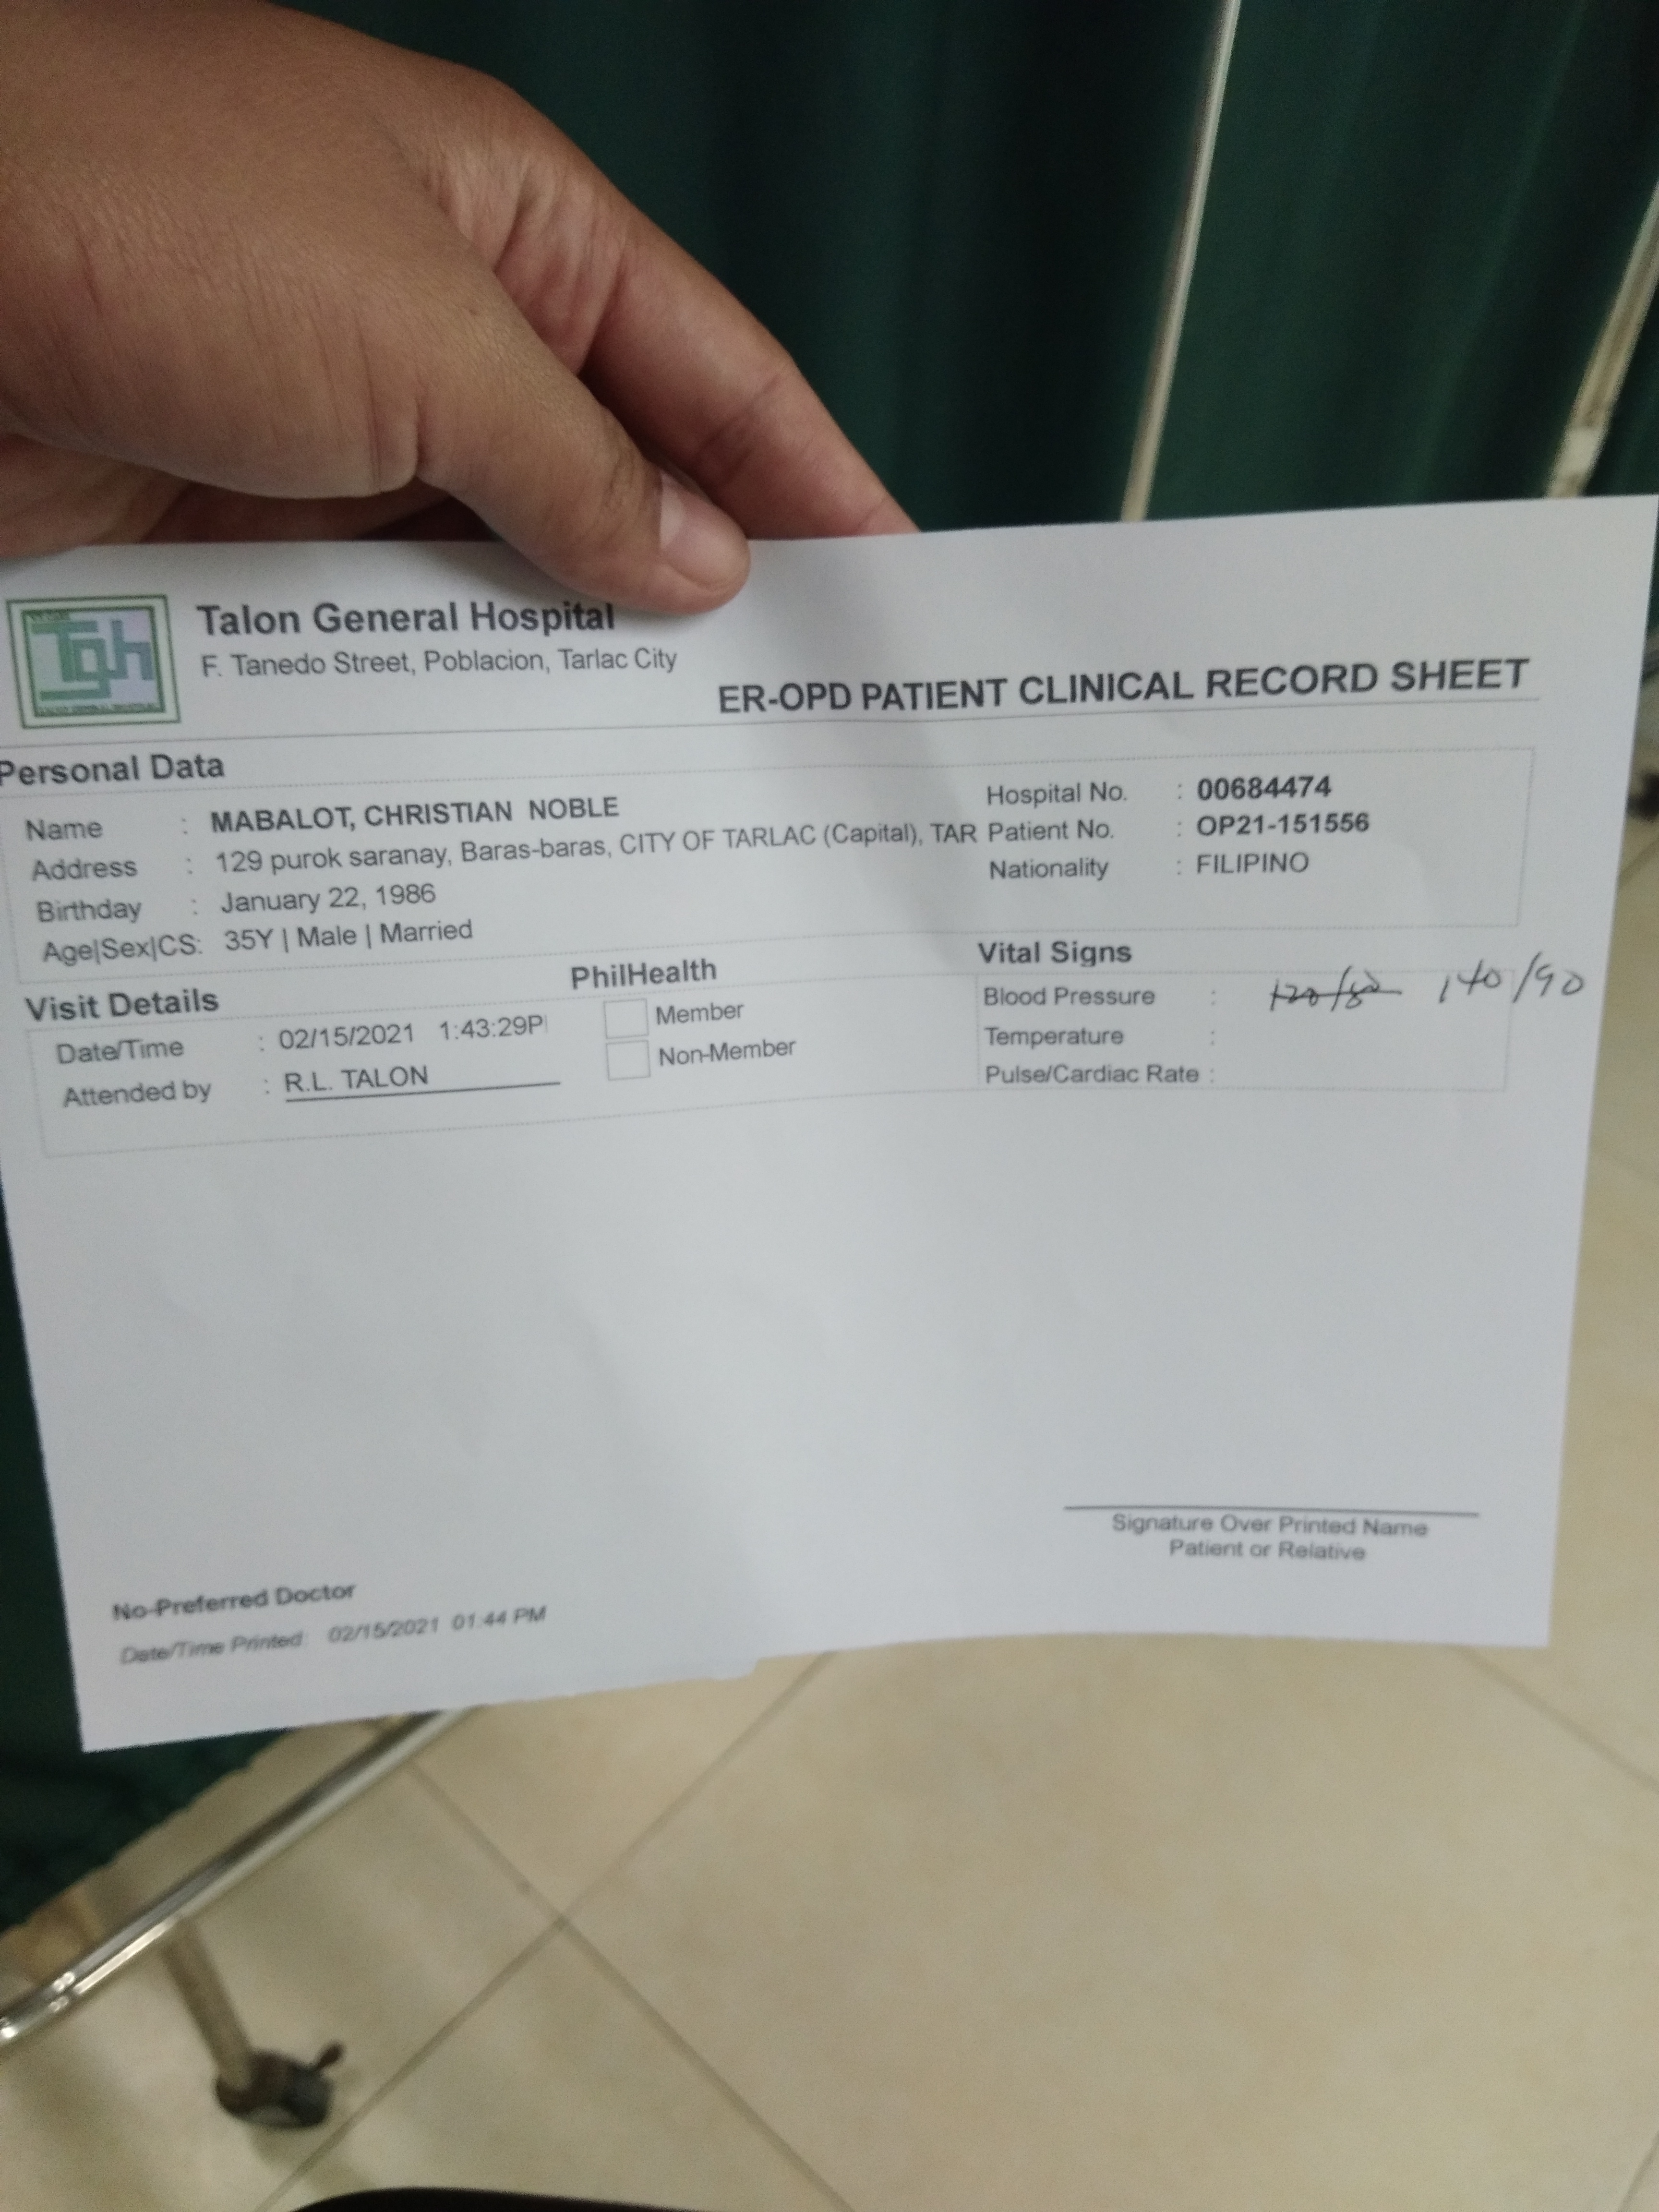 Tgh
Talon General Hospital
F. Tanedo Street, Poblacion, Tarlac City
ER-OPD PATIENT CLINICAL RECORD SHEET
Personal Data
Name : MABALOT, CHRISTIAN NOBLE
Address : 129 purok saranay, Baras-baras, CITY OF TARLAC (Capital), TAR
Birthday : January 22, 1986
Age|Sex|CS: 35Y | Male | Married
Hospital No. : 00684474
Patient No. : OP21-151556
Nationality : FILIPINO
Visit Details
Date/Time : 02/15/2021 1:43:29P
Attended by : R.L. TALON
PhilHealth
Member
Non-Member
Vital Signs
Blood Pressure : 120/80 140/90
Temperature :
Pulse/Cardiac Rate :
Signature Over Printed Name
Patient or Relative
No-Preferred Doctor
Date/Time Printed: 02/15/2021 01:44 PM